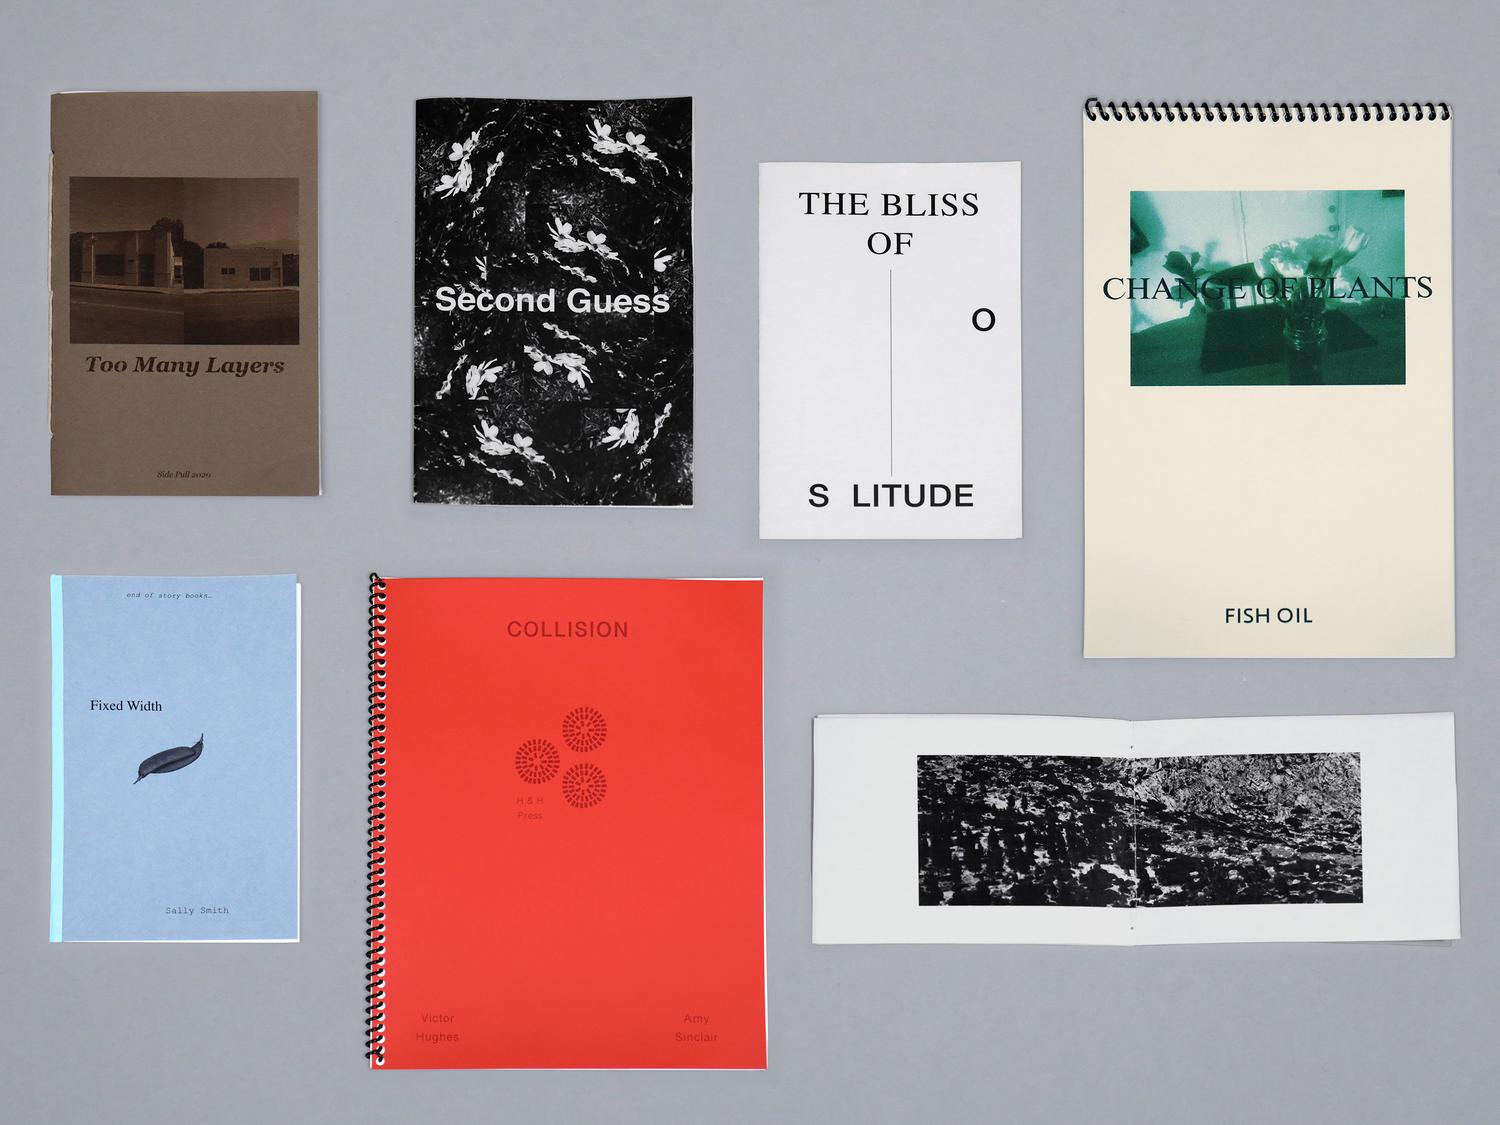 Too Many Layers
Side Pull 2020
Second Guess
THE BLISS
OF
O
S LITUDE
CHANGE OF PLANTS
FISH OIL
end of story books…
Fixed Width
Sally Smith
COLLISION
H & H
Press
Victor
Hughes
Amy
Sinclair